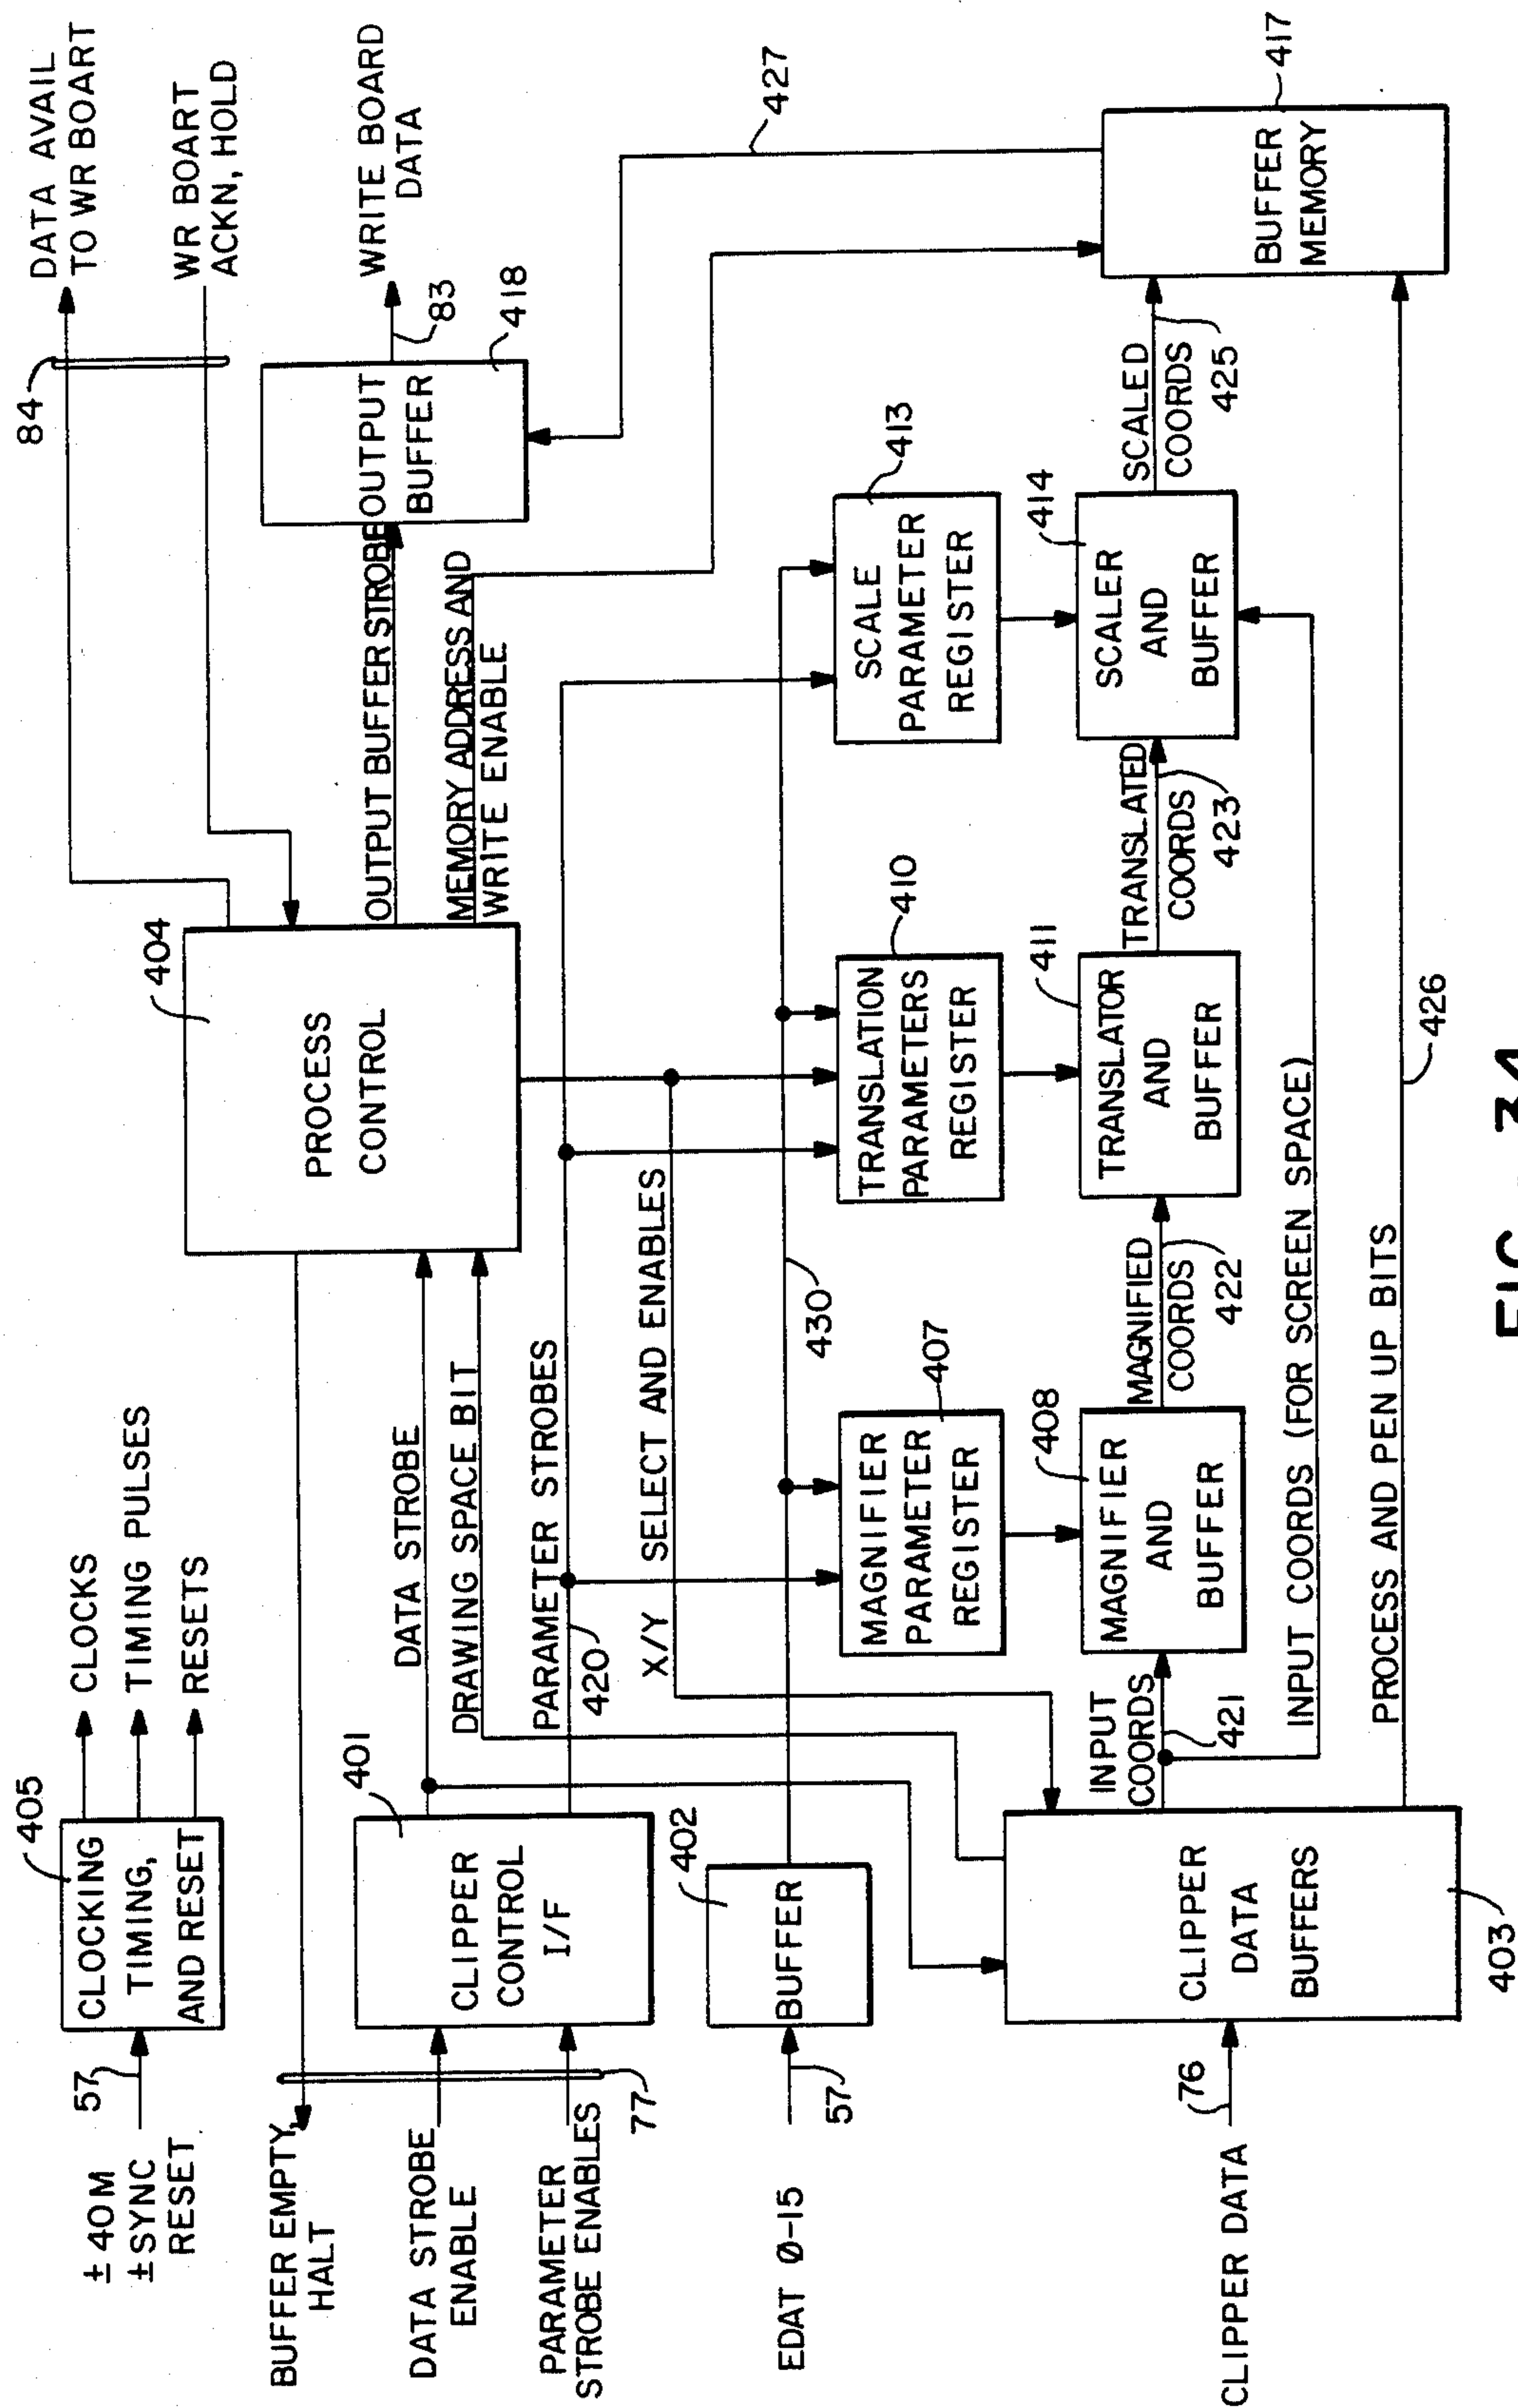 ± 40M
± SYNC
RESET
57
CLOCKING
TIMING,
AND RESET
405
CLOCKS
TIMING PULSES
RESETS
84
DATA AVAIL
TO WR BOART
WR BOART
ACKN, HOLD
BUFFER EMPTY,
HALT
DATA STROBE
ENABLE
PARAMETER
STROBE ENABLES
77
CLIPPER
CONTROL
I/F
401
DATA STROBE
DRAWING SPACE BIT
PARAMETER STROBES
420
X/Y SELECT AND ENABLES
PROCESS
CONTROL
404
OUTPUT BUFFER STROBE
MEMORY ADDRESS AND
WRITE ENABLE
OUTPUT
BUFFER
418
83
WRITE BOARD
DATA
427
EDAT 0-15
57
BUFFER
402
430
MAGNIFIER
PARAMETER
REGISTER
407
TRANSLATION
PARAMETERS
REGISTER
410
SCALE
PARAMETER
REGISTER
413
CLIPPER DATA
76
CLIPPER
DATA
BUFFERS
403
INPUT
COORDS
421
MAGNIFIER
AND
BUFFER
408
MAGNIFIED
COORDS
422
TRANSLATOR
AND
BUFFER
411
TRANSLATED
COORDS
423
SCALER
AND
BUFFER
414
SCALED
COORDS
425
BUFFER
MEMORY
417
INPUT COORDS (FOR SCREEN SPACE)
PROCESS AND PEN UP BITS
426